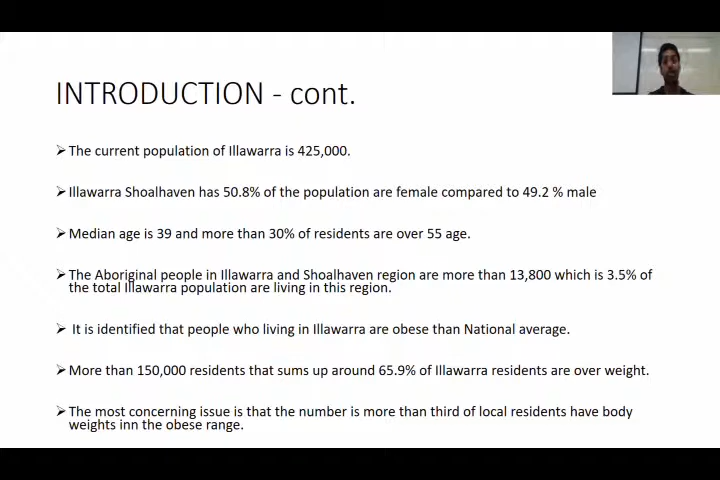 INTRODUCTION - cont.
➢The current population of Illawarra is 425,000.
➢Illawarra Shoalhaven has 50.8% of the population are female compared to 49.2 % male
➢Median age is 39 and more than 30% of residents are over 55 age.
➢The Aboriginal people in Illawarra and Shoalhaven region are more than 13,800 which is 3.5% of
the total Illawarra population are living in this region.
➢ It is identified that people who living in Illawarra are obese than National average.
➢More than 150,000 residents that sums up around 65.9% of Illawarra residents are over weight.
➢The most concerning issue is that the number is more than third of local residents have body
weights inn the obese range.